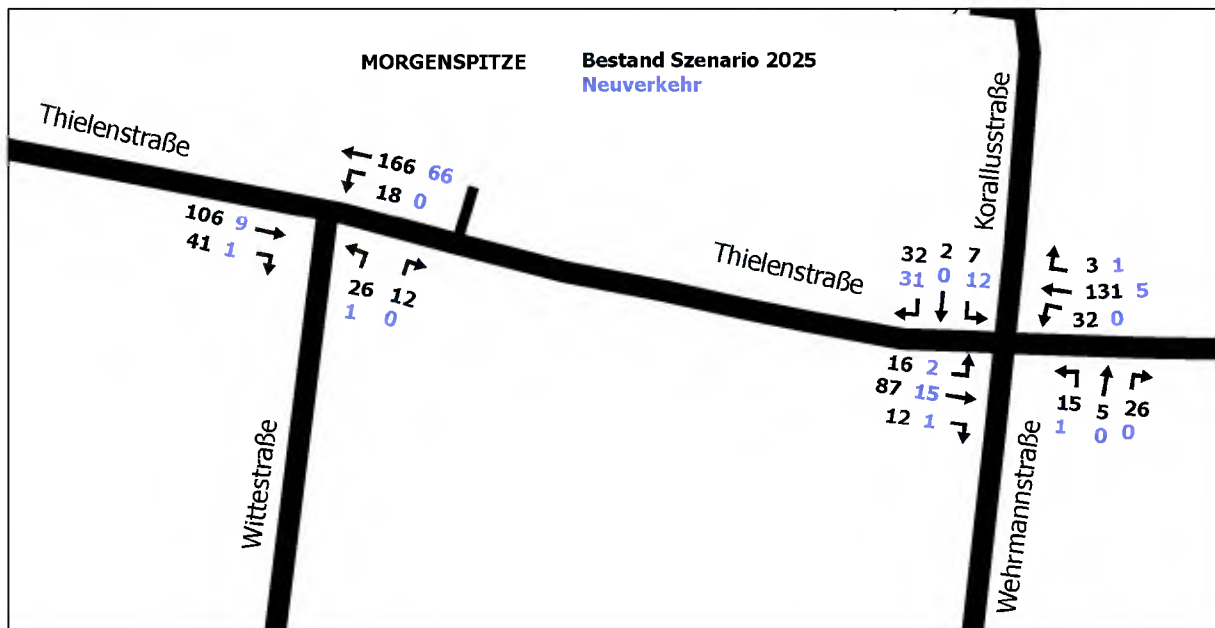 MORGENSPITZE Bestand Szenario 2025
Neuverkehr
Thielenstraße
166 66
18 0
106 9
41 1
26 12
1 0
Wittestraße
Thielenstraße
Korallusstraße
32 2 7
31 0 12
3 1
131 5
32 0
16 2
87 15
12 1
15 5 26
1 0 0
Wehrmannstraße